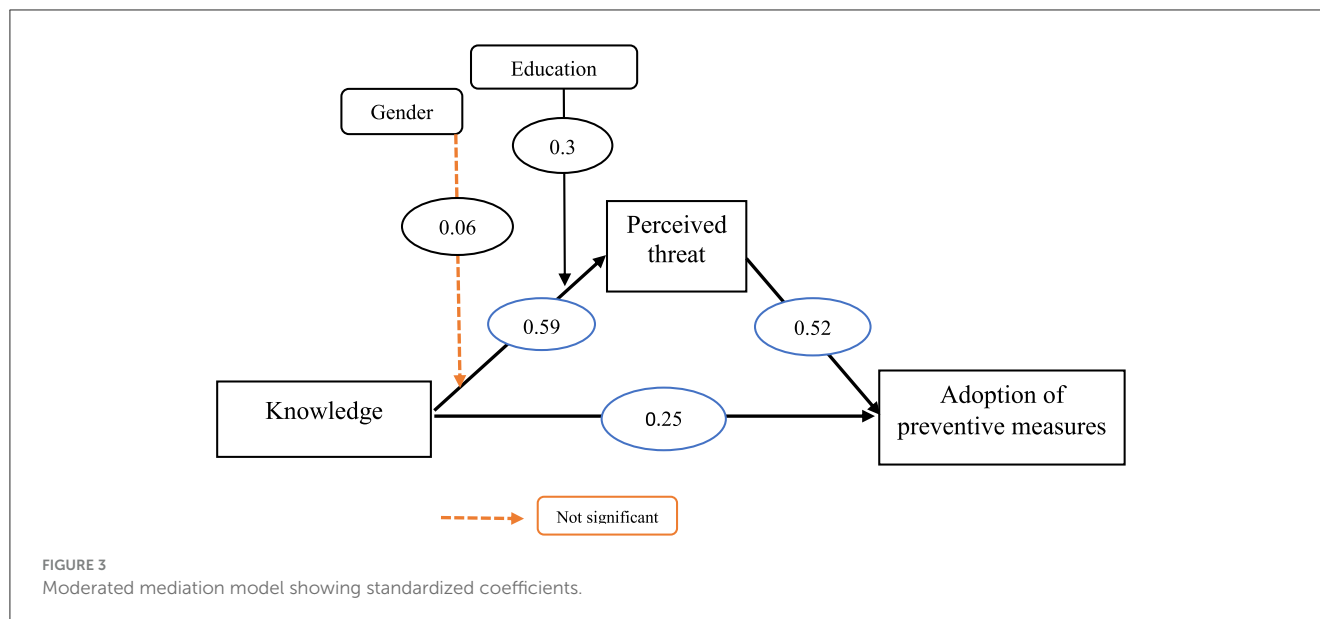 Education
Gender
0.3
0.06
Perceived
threat
0.59
0.52
Knowledge
0.25
Adoption of
preventive measures
Not significant
FIGURE 3
Moderated mediation model showing standardized coefficients.